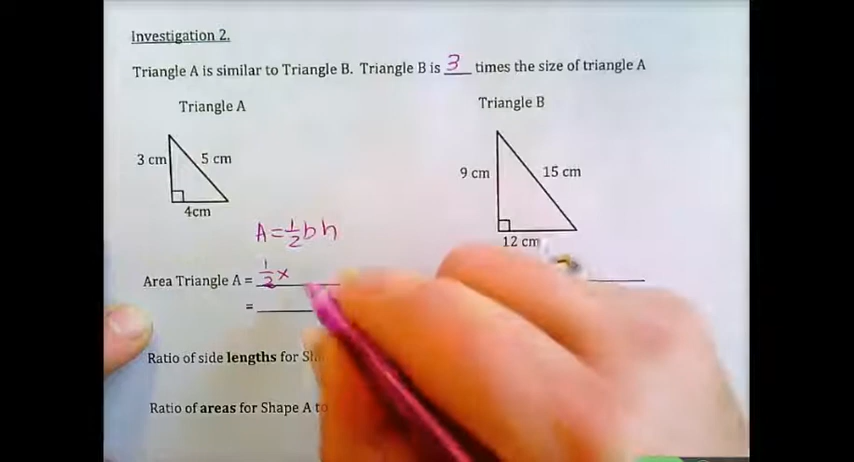 Investigation 2.
Triangle A is similar to Triangle B. Triangle B is 3 times the size of triangle A
Triangle A
Triangle B
3 cm
5 cm
4cm
9 cm
15 cm
12 cm
A=1/2bh
Area Triangle A = 1/2x
=
Ratio of side lengths for
Ratio of areas for Shape A to